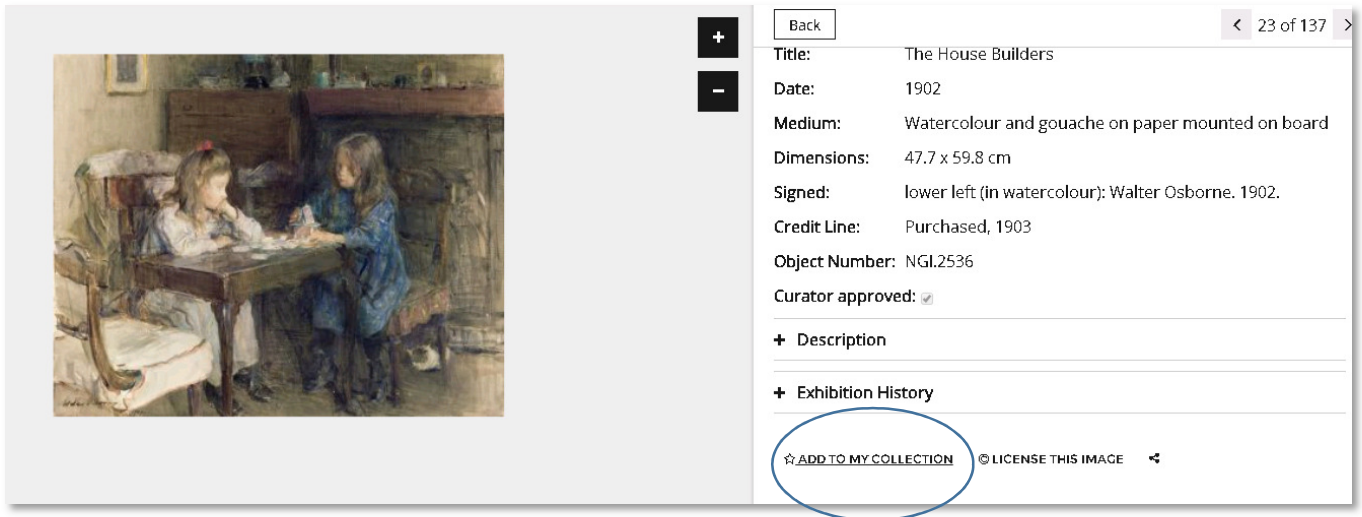 +
−
Back
< 23 of 137 >
Title: The House Builders
Date: 1902
Medium: Watercolour and gouache on paper mounted on board
Dimensions: 47.7 x 59.8 cm
Signed: lower left (in watercolour): Walter Osborne. 1902.
Credit Line: Purchased, 1903
Object Number: NGI.2536
Curator approved:
+ Description
+ Exhibition History
☆ ADD TO MY COLLECTION © LICENSE THIS IMAGE